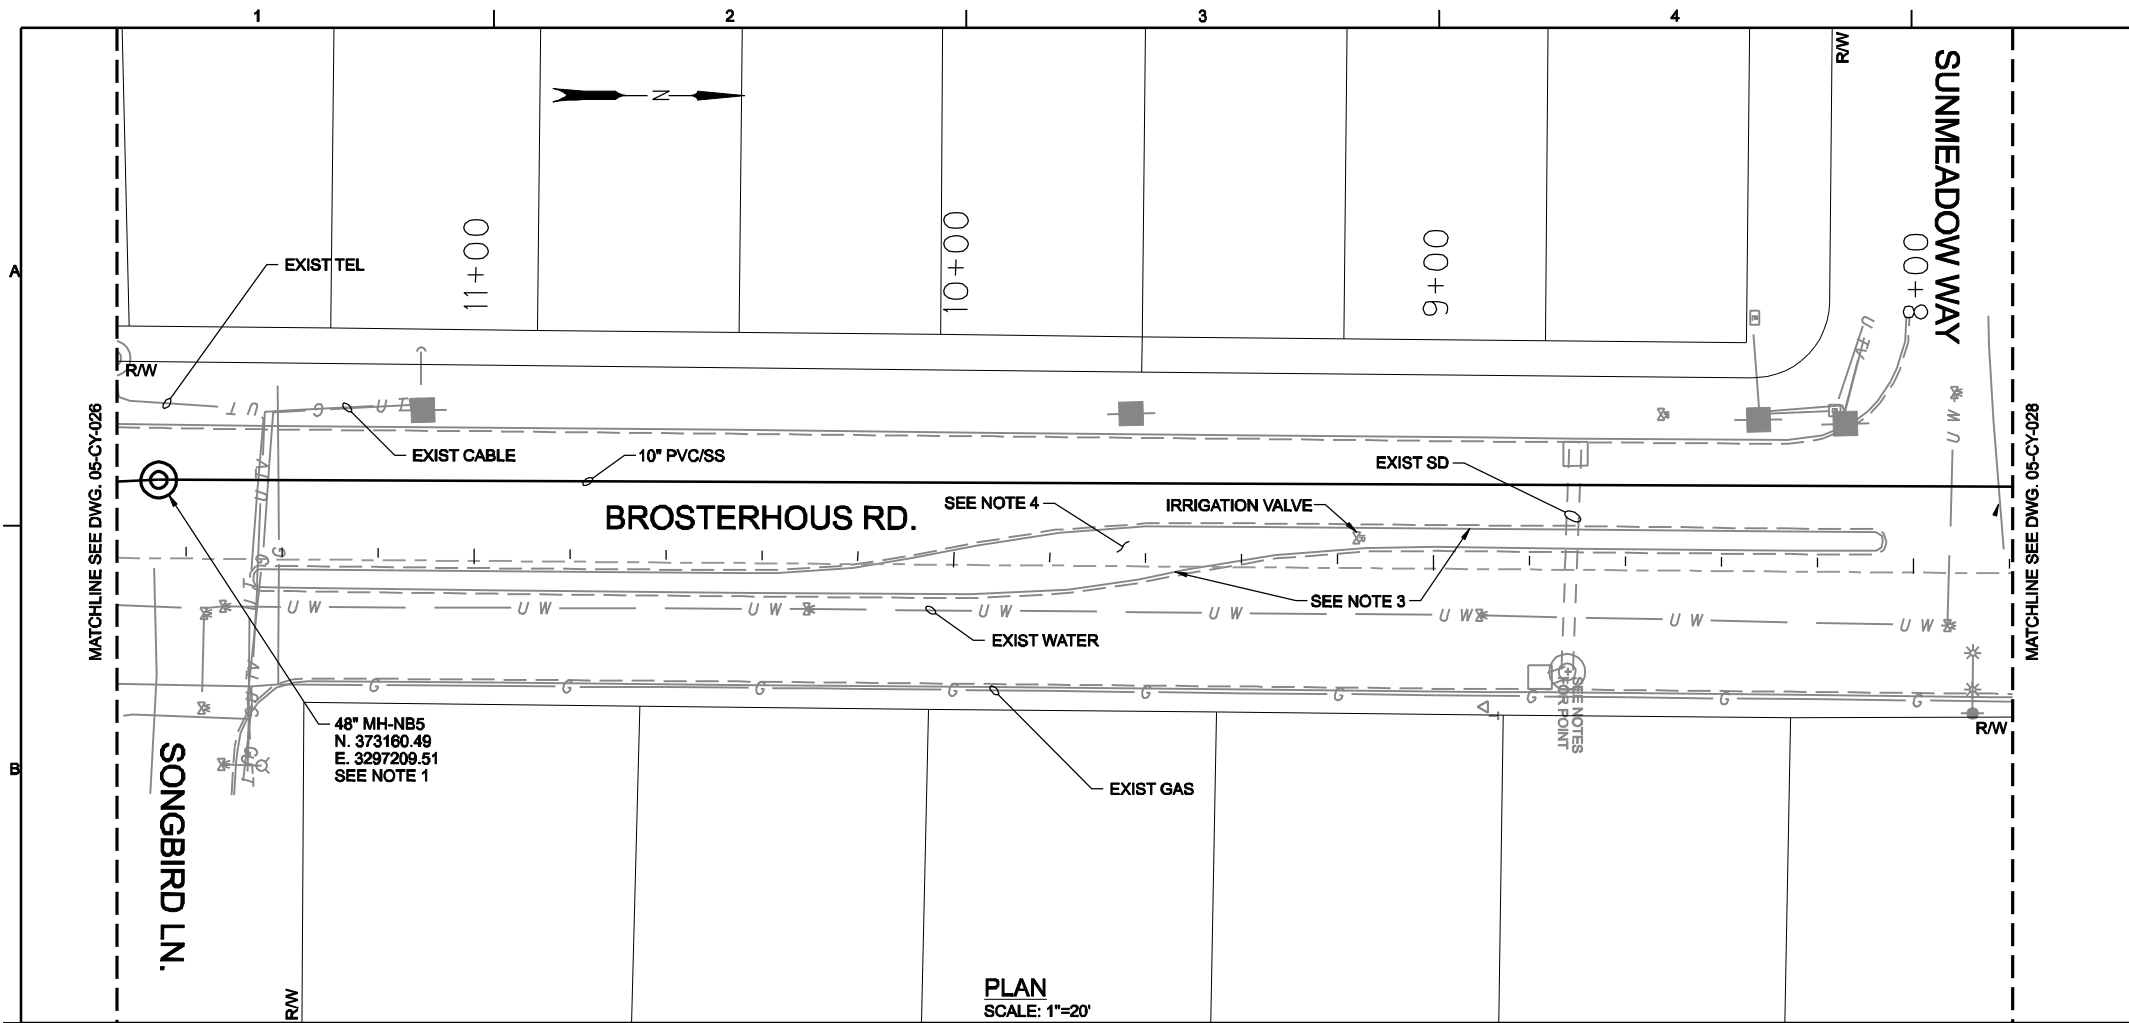 1
2
3
4
A
B
N
R/W
SUNMEADOW WAY
11+00
10+00
9+00
8+00
EXIST TEL
R/W
U T
C
U
T
E
E
U TV
EXIST CABLE
10" PVC/SS
EXIST SD
SEE NOTE 4
IRRIGATION VALVE
BROSTERHOUS RD.
MATCHLINE SEE DWG. 05-CY-026
MATCHLINE SEE DWG. 05-CY-028
U W
U W
U W
U W
U W
U W
U W
U W
U W
SEE NOTE 3
EXIST WATER
G
G
G
G
G
G
G
G
G
SEE NOTES
FOR POINT
T
48" MH-NB5
N. 373160.49
E. 3297209.51
SEE NOTE 1
R/W
SONGBIRD LN.
EXIST GAS
R/W
PLAN
SCALE: 1"=20'